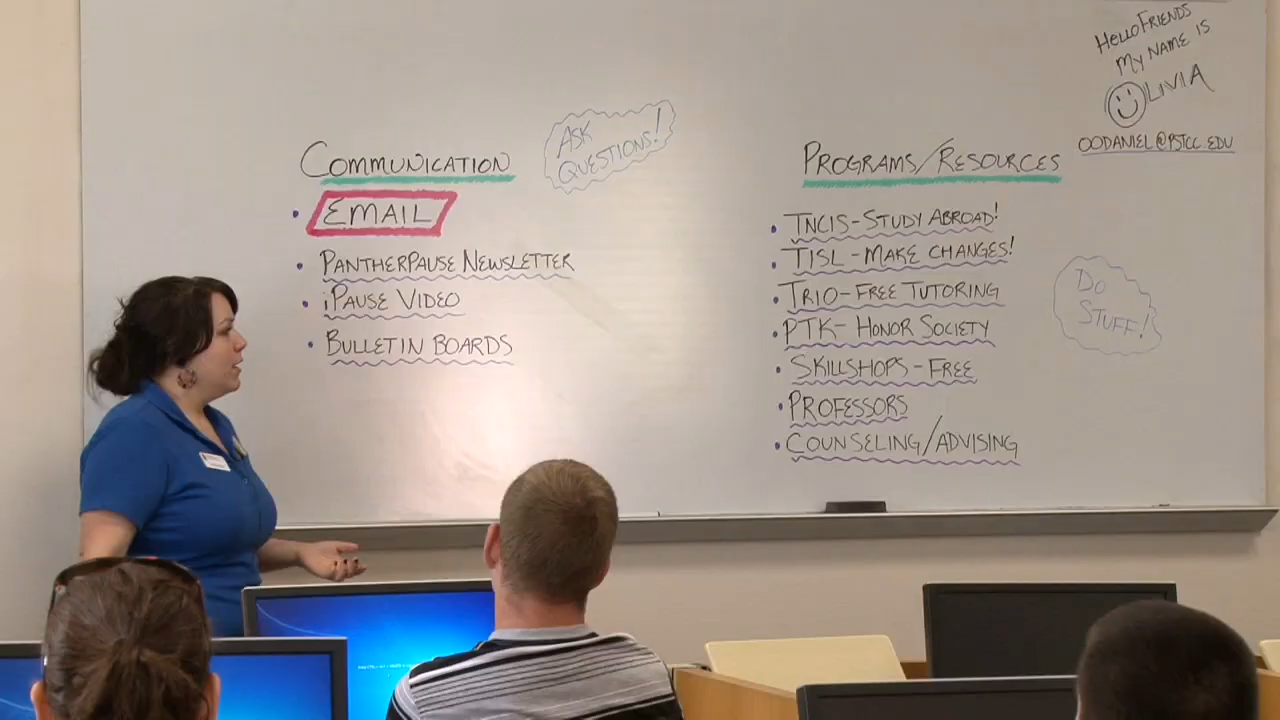 HELLO FRIENDS
MY NAME IS
OLIVIA
OODANIEL@PSTCC.EDU
COMMUNICATION
• EMAIL
• PANTHERPAUSE NEWSLETTER
• iPAUSE VIDEO
• BULLETIN BOARDS
ASK
QUESTIONS!
PROGRAMS/RESOURCES
• TNCIS-STUDY ABROAD!
• TISL-MAKE CHANGES!
• TRIO-FREE TUTORING
• PTK-HONOR SOCIETY
• SKILLSHOPS-FREE
• PROFESSORS
• COUNSELING/ADVISING
DO
STUFF!